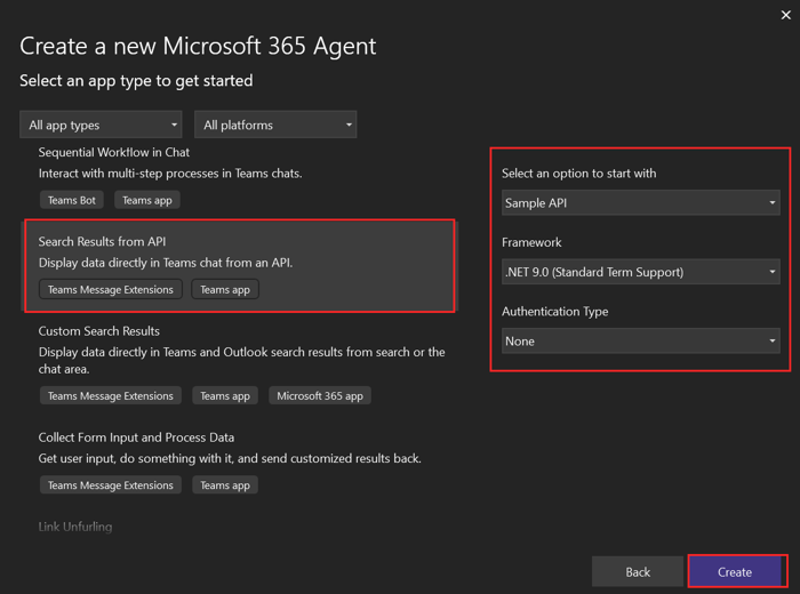 Create a new Microsoft 365 Agent
Select an app type to get started
All app types
All platforms
Sequential Workflow in Chat
Interact with multi-step processes in Teams chats.
Teams Bot
Teams app
Search Results from API
Display data directly in Teams chat from an API.
Teams Message Extensions
Teams app
Custom Search Results
Display data directly in Teams and Outlook search results from search or the
chat area.
Teams Message Extensions
Teams app
Microsoft 365 app
Collect Form Input and Process Data
Get user input, do something with it, and send customized results back.
Teams Message Extensions
Teams app
Link Unfurling
Select an option to start with
Sample API
Framework
.NET 9.0 (Standard Term Support)
Authentication Type
None
Back
Create